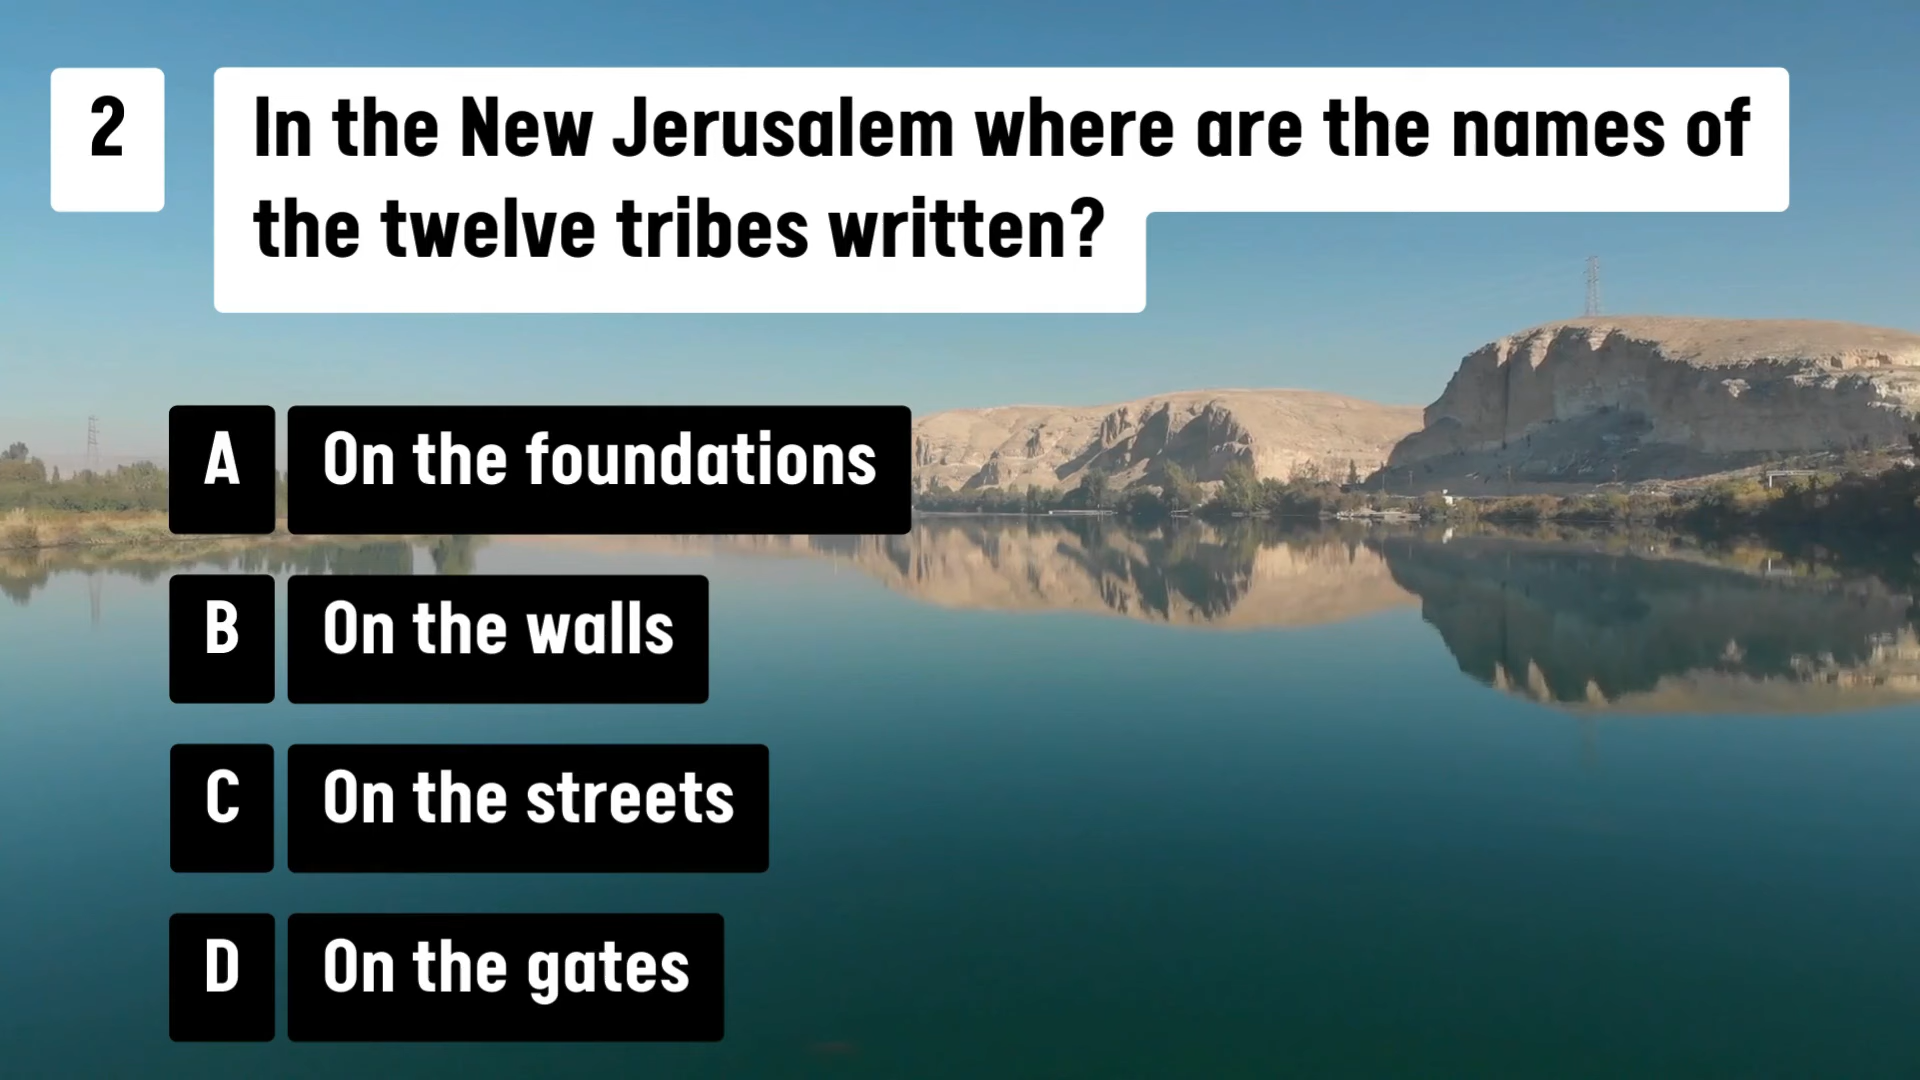 2
In the New Jerusalem where are the names of
the twelve tribes written?
A On the foundations
B On the walls
C On the streets
D On the gates